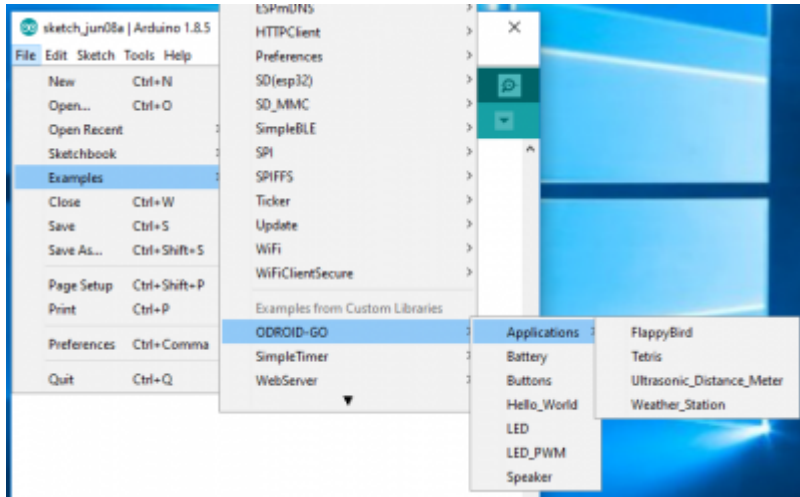 sketch_jun08a | Arduino 1.8.5
File Edit Sketch Tools Help
New Ctrl+N
Open... Ctrl+O
Open Recent
Sketchbook
Examples
Close Ctrl+W
Save Ctrl+S
Save As... Ctrl+Shift+S
Page Setup Ctrl+Shift+P
Print Ctrl+P
Preferences Ctrl+Comma
Quit Ctrl+Q
ESPmDNS
HTTPClient
Preferences
SD(esp32)
SD_MMC
SimpleBLE
SPI
SPIFFS
Ticker
Update
WiFi
WiFiClientSecure
Examples from Custom Libraries
ODROID-GO
SimpleTimer
WebServer
Applications
Battery
Buttons
Hello_World
LED
LED_PWM
Speaker
FlappyBird
Tetris
Ultrasonic_Distance_Meter
Weather_Station